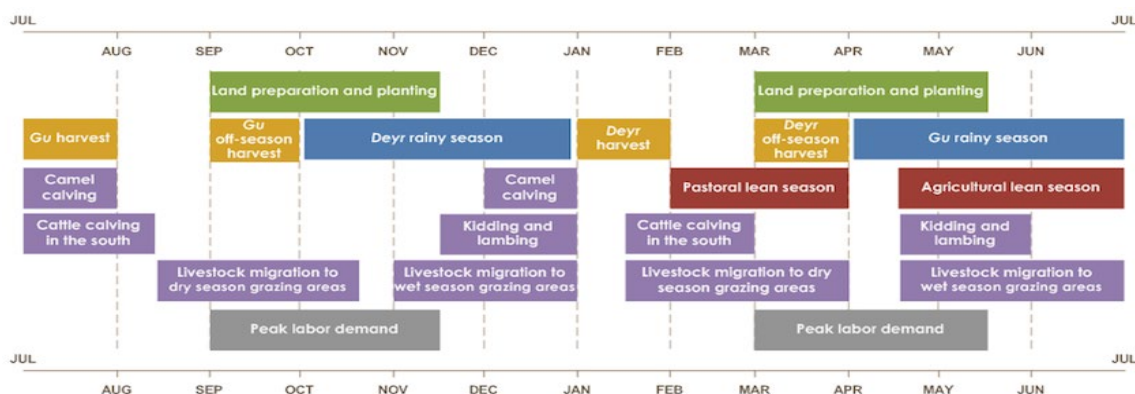 JUL JUL
AUG SEP OCT NOV DEC JAN FEB MAR APR MAY JUN
Land preparation and planting
Land preparation and planting
Gu harvest
Gu
off-season
harvest
Deyr rainy season
Deyr
harvest
Deyr
off-season
harvest
Gu rainy season
Camel
calving
Camel
calving
Pastoral lean season
Agricultural lean season
Cattle calving
in the south
Kidding and
lambing
Cattle calving
in the south
Kidding and
lambing
Livestock migration to
dry season grazing areas
Livestock migration to
wet season grazing areas
Livestock migration to dry
season grazing areas
Livestock migration to
wet season grazing areas
Peak labor demand
Peak labor demand
JUL JUL
AUG SEP OCT NOV DEC JAN FEB MAR APR MAY JUN